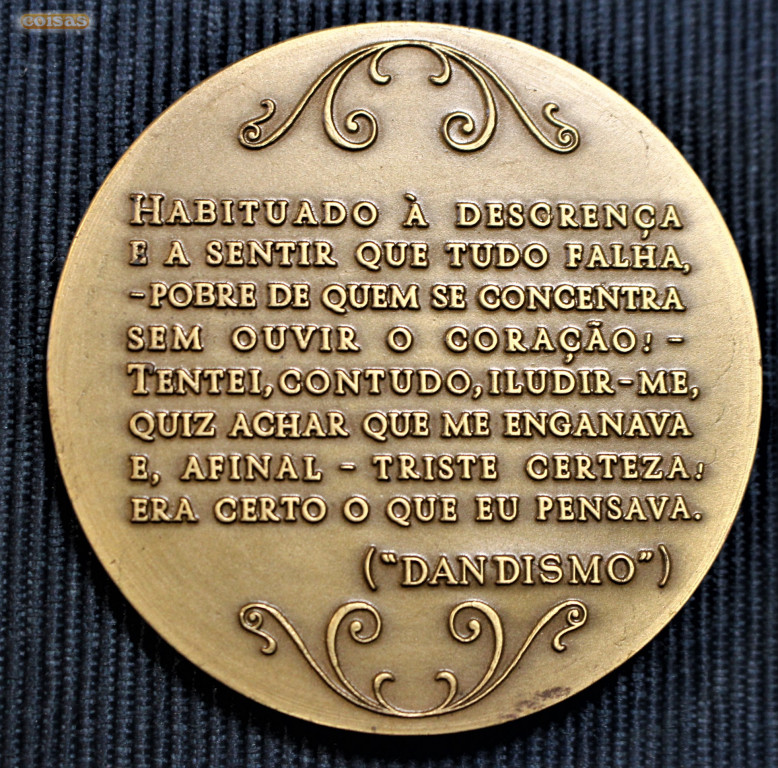 coisas
HABITUADO À DESCRENÇA
E A SENTIR QUE TUDO FALHA,
-POBRE DE QUEM SE CONCENTRA
SEM OUVIR O CORAÇÃO! -
TENTEI, CONTUDO, ILUDIR-ME,
QUIZ ACHAR QUE ME ENGANAVA
E, AFINAL - TRISTE CERTEZA!
ERA CERTO O QUE EU PENSAVA.
("DANDISMO")